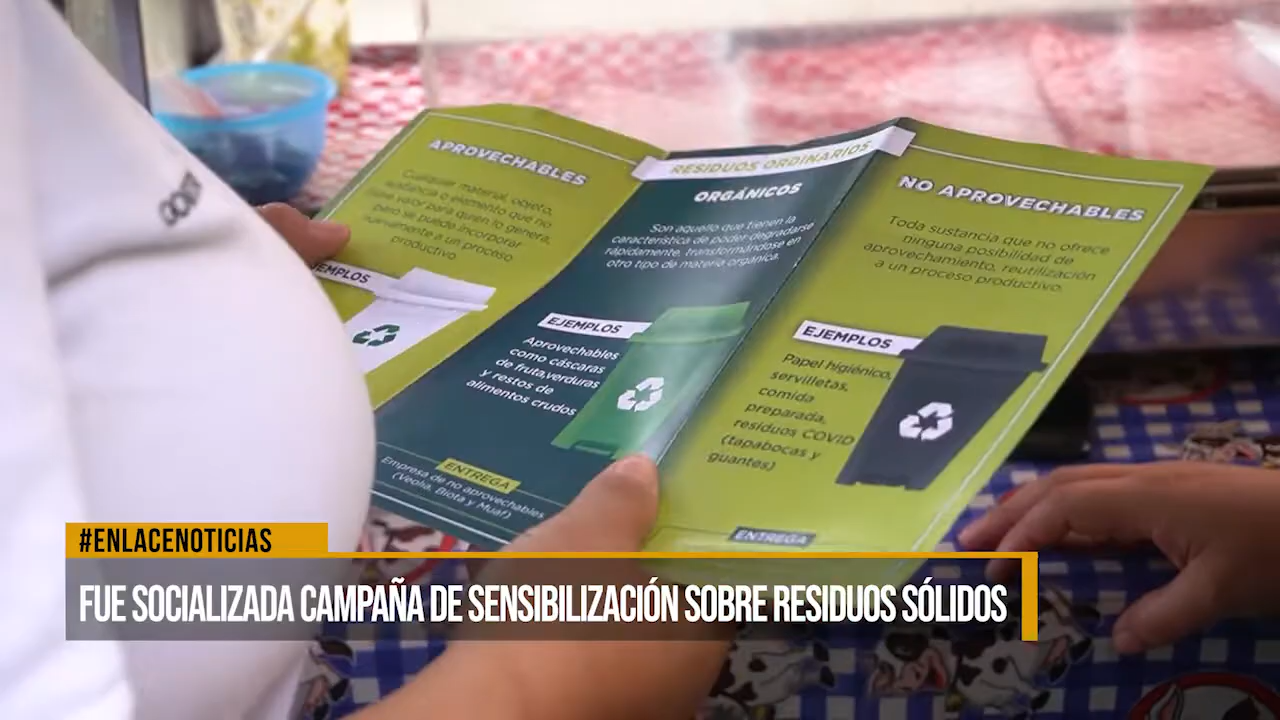 APROVECHABLES
Cualquier material, objeto,
sustancia o elemento que no
tiene valor para quien lo genera,
pero se puede incorporar
nuevamente a un proceso
productivo.
EJEMPLOS
RESIDUOS ORDINARIOS
ORGÁNICOS
Son aquello que tienen la
característica de poder degradarse
rápidamente, transformándose en
otro tipo de materia orgánica.
EJEMPLOS
Aprovechables
como cáscaras
de fruta,verduras
y restos de
alimentos crudos
ENTREGA
Empresa de no aprovechables
(Veolia, Biota y Muaf)
NO APROVECHABLES
Toda sustancia que no ofrece
ninguna posibilidad de
aprovechamiento, reutilización
a un proceso productivo.
EJEMPLOS
Papel higiénico,
servilletas,
comida
preparada,
residuos COVID
(tapabocas y
guantes)
ENTREGA
#ENLACENOTICIAS
FUE SOCIALIZADA CAMPAÑA DE SENSIBILIZACIÓN SOBRE RESIDUOS SÓLIDOS